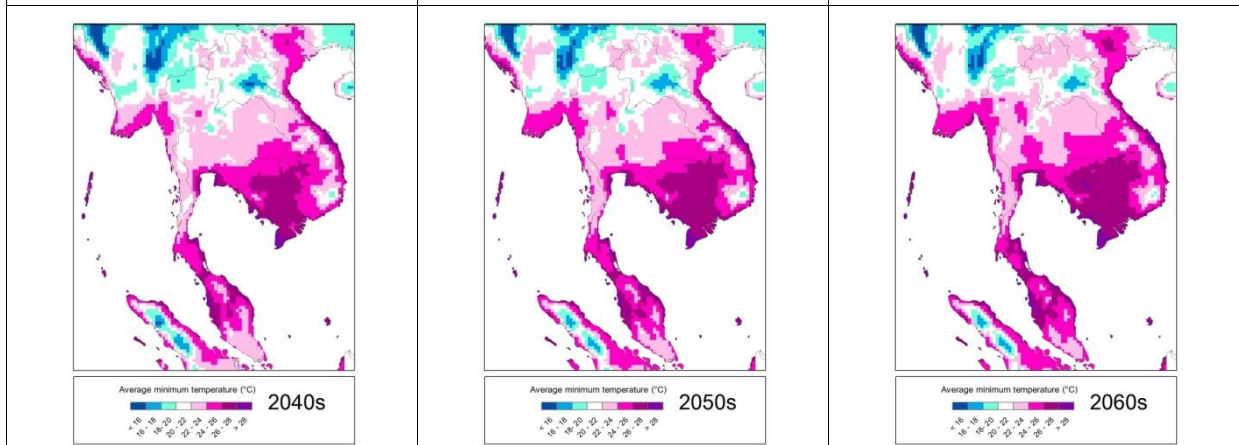 Average minimum temperature (°C)
2040s
< 16
16 - 18
18- 20
20 - 22
22 - 24
24 - 26
26 - 28
> 28
Average minimum temperature (°C)
2050s
< 16
16 - 18
18- 20
20 - 22
22 - 24
24 - 26
26 - 28
> 28
Average minimum temperature (°C)
2060s
< 16
16 - 18
18- 20
20 - 22
22 - 24
24 - 26
26 - 28
> 28